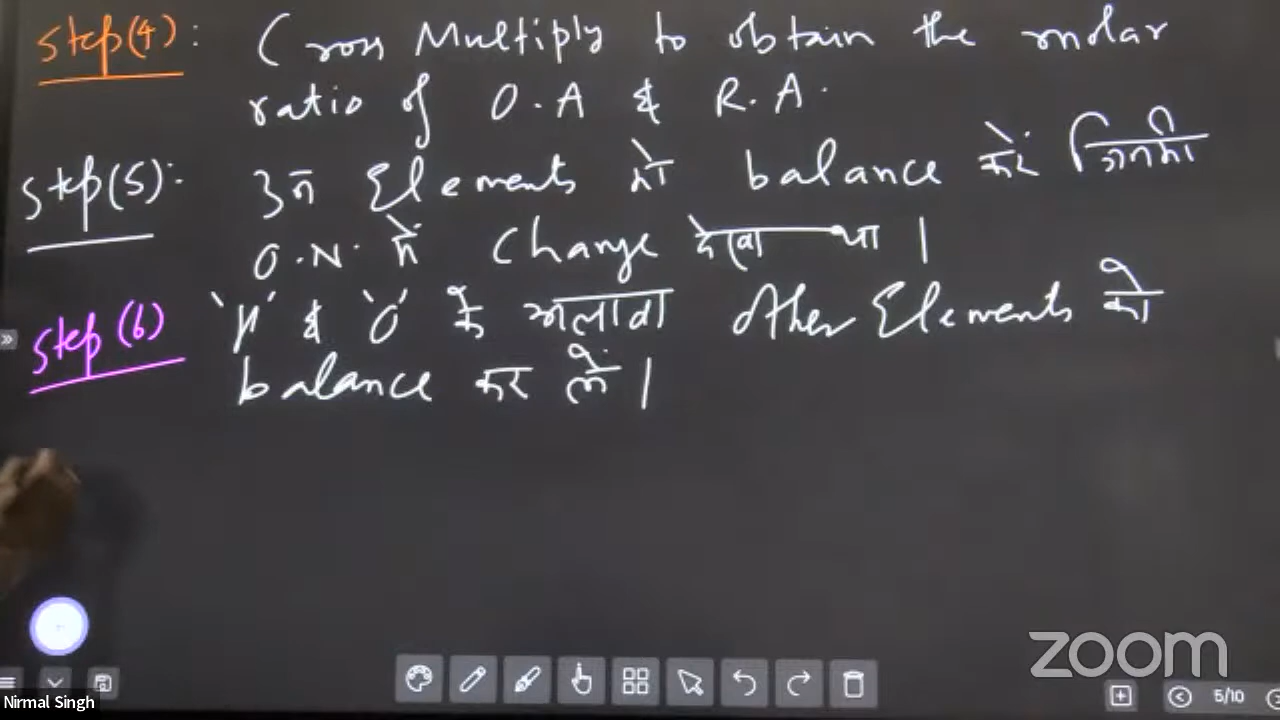 Step(4): Cross Multiply to obtain the molar
ratio of O.A & R.A.
Step(5): उन Elements को balance करें जिनकी
O.N. में change देखा था।
Step(6) 'H' & 'O' के अलावा Other Elements को
balance कर लें।
zoom
Nirmal Singh
5/10